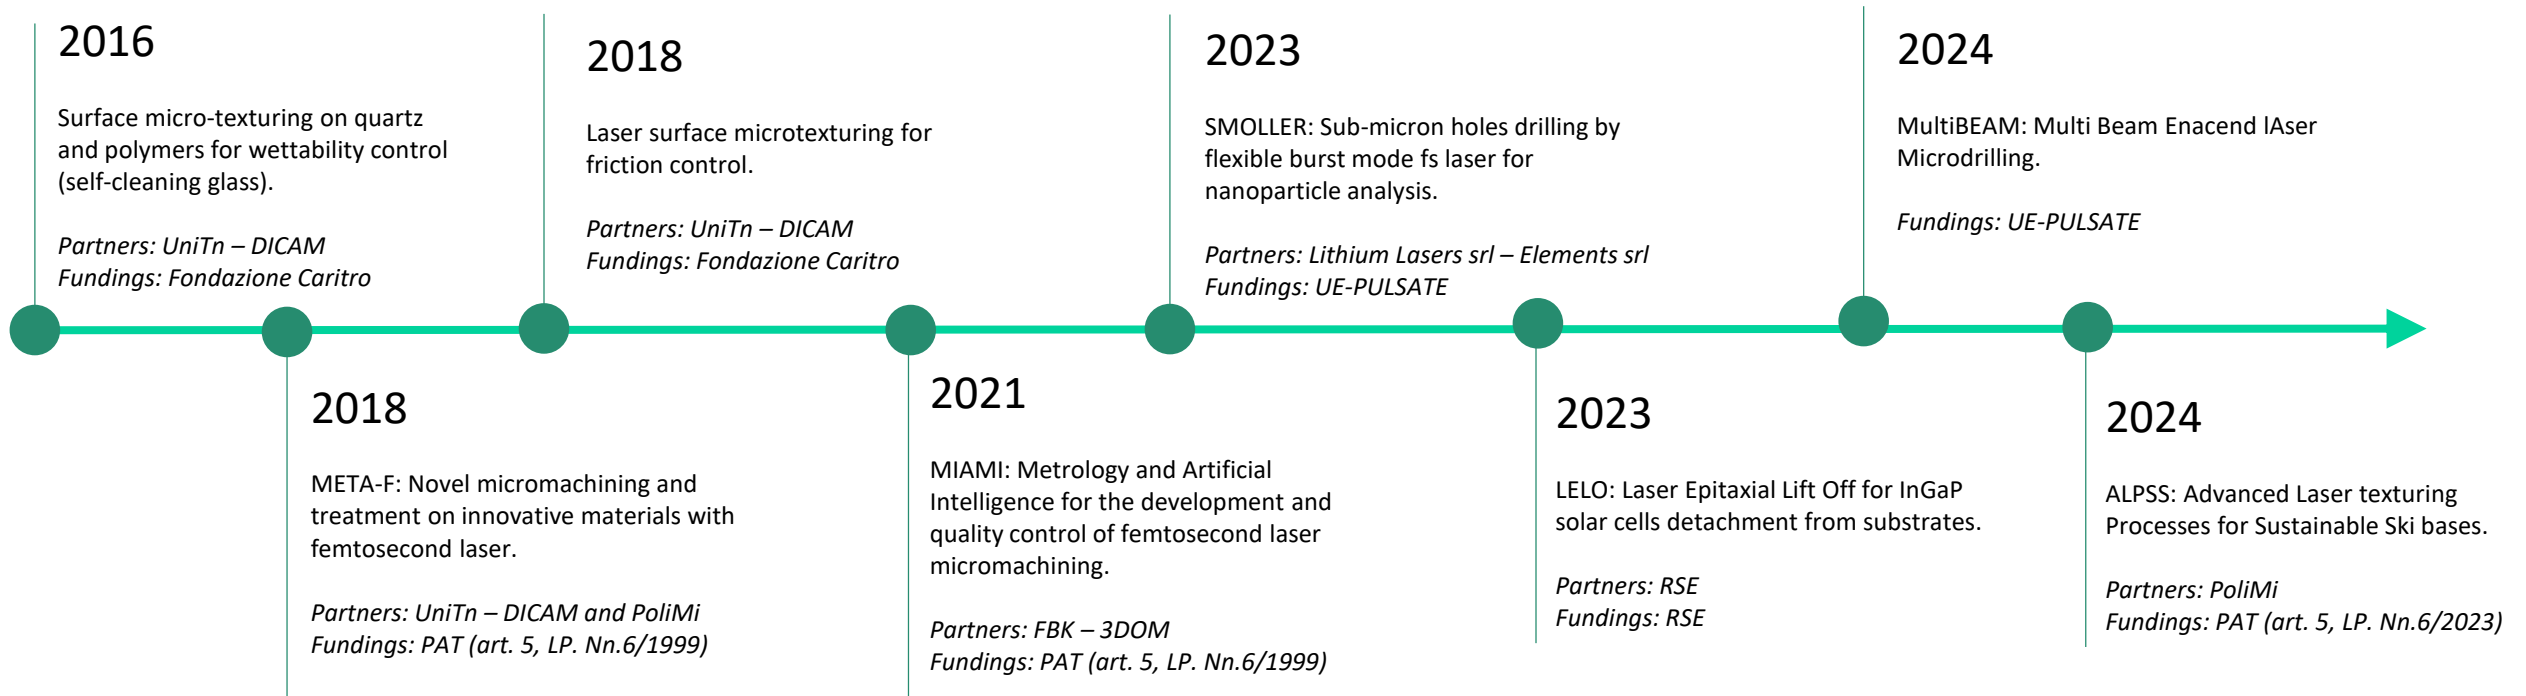 2016
Surface micro-texturing on quartz
and polymers for wettability control
(self-cleaning glass).
Partners: UniTn – DICAM
Fundings: Fondazione Caritro
2018
META-F: Novel micromachining and
treatment on innovative materials with
femtosecond laser.
Partners: UniTn – DICAM and PoliMi
Fundings: PAT (art. 5, LP. Nn.6/1999)
2018
Laser surface microtexturing for
friction control.
Partners: UniTn – DICAM
Fundings: Fondazione Caritro
2021
MIAMI: Metrology and Artificial
Intelligence for the development and
quality control of femtosecond laser
micromachining.
Partners: FBK – 3DOM
Fundings: PAT (art. 5, LP. Nn.6/1999)
2023
SMOLLER: Sub-micron holes drilling by
flexible burst mode fs laser for
nanoparticle analysis.
Partners: Lithium Lasers srl – Elements srl
Fundings: UE-PULSATE
2023
LELO: Laser Epitaxial Lift Off for InGaP
solar cells detachment from substrates.
Partners: RSE
Fundings: RSE
2024
MultiBEAM: Multi Beam Enacend lAser
Microdrilling.
Fundings: UE-PULSATE
2024
ALPSS: Advanced Laser texturing
Processes for Sustainable Ski bases.
Partners: PoliMi
Fundings: PAT (art. 5, LP. Nn.6/2023)